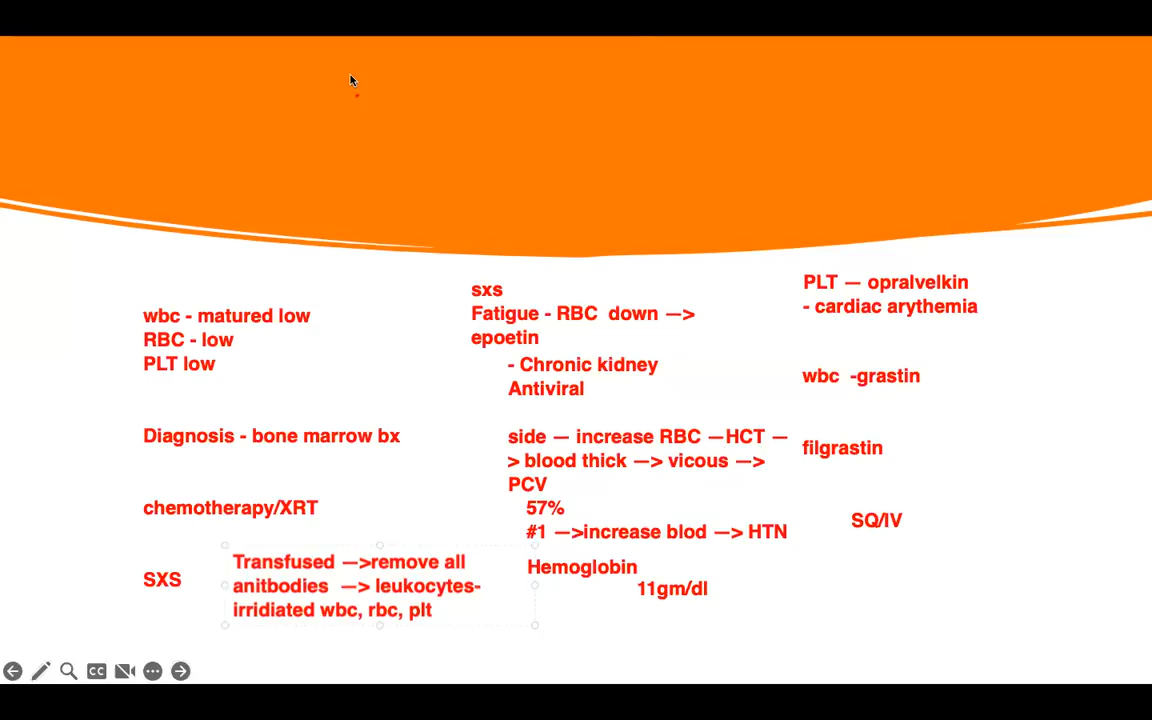 wbc - matured low
RBC - low
PLT low
Diagnosis - bone marrow bx
chemotherapy/XRT
SXS
Transfused —>remove all
anitbodies —> leukocytes-
irridiated wbc, rbc, plt
sxs
Fatigue - RBC down —>
epoetin
- Chronic kidney
Antiviral
side — increase RBC —HCT —
> blood thick —> vicous —>
PCV
57%
#1 —>increase blod —> HTN
Hemoglobin
11gm/dl
PLT — opralvelkin
- cardiac arythemia
wbc -grastin
filgrastin
SQ/IV
CC